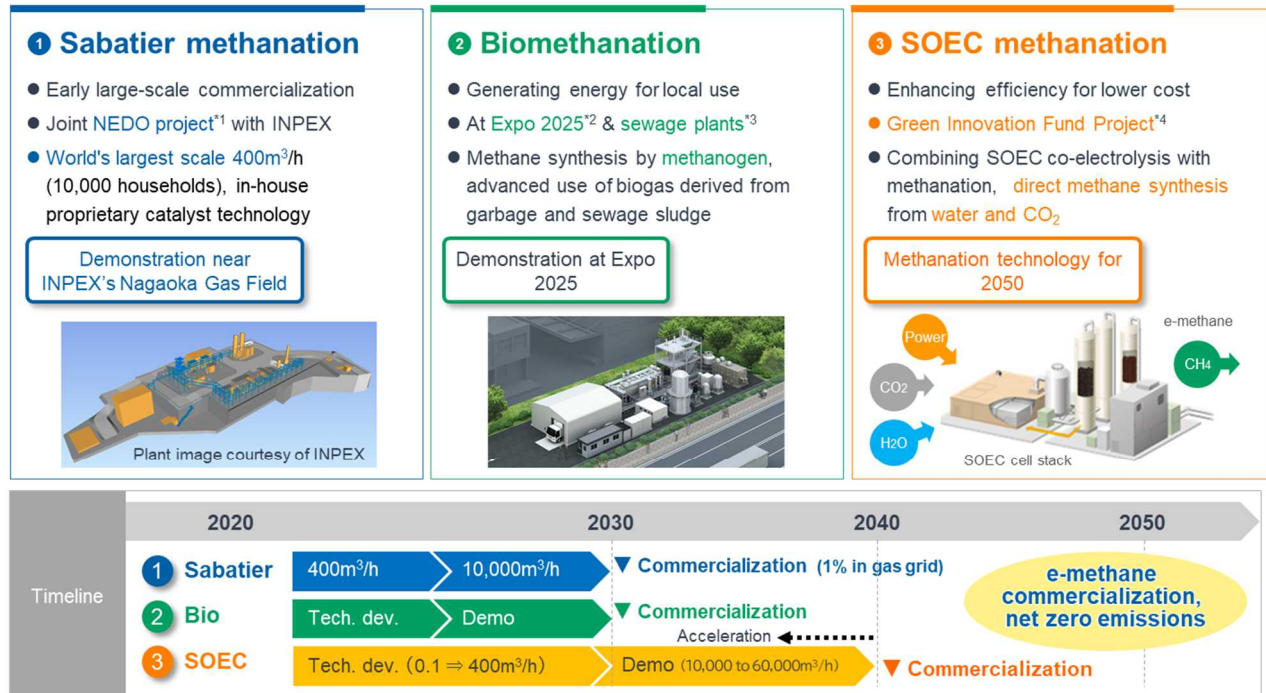 1 Sabatier methanation
● Early large-scale commercialization
● Joint NEDO project*1 with INPEX
● World's largest scale 400m³/h
(10,000 households), in-house
proprietary catalyst technology
Demonstration near
INPEX's Nagaoka Gas Field
Plant image courtesy of INPEX
2 Biomethanation
● Generating energy for local use
● At Expo 2025*2 & sewage plants*3
● Methane synthesis by methanogen,
advanced use of biogas derived from
garbage and sewage sludge
Demonstration at Expo
2025
3 SOEC methanation
● Enhancing efficiency for lower cost
● Green Innovation Fund Project*4
● Combining SOEC co-electrolysis with
methanation, direct methane synthesis
from water and CO₂
Methanation technology for
2050
Power
CO₂
H₂O
SOEC cell stack
e-methane
CH₄
Timeline
2020 2030 2040 2050
1 Sabatier 400m³/h 10,000m³/h ▼ Commercialization (1% in gas grid)
2 Bio Tech. dev. Demo ▼ Commercialization
Acceleration
3 SOEC Tech. dev. (0.1 ⇒ 400m³/h) Demo (10,000 to 60,000m³/h) ▼ Commercialization
e-methane
commercialization,
net zero emissions